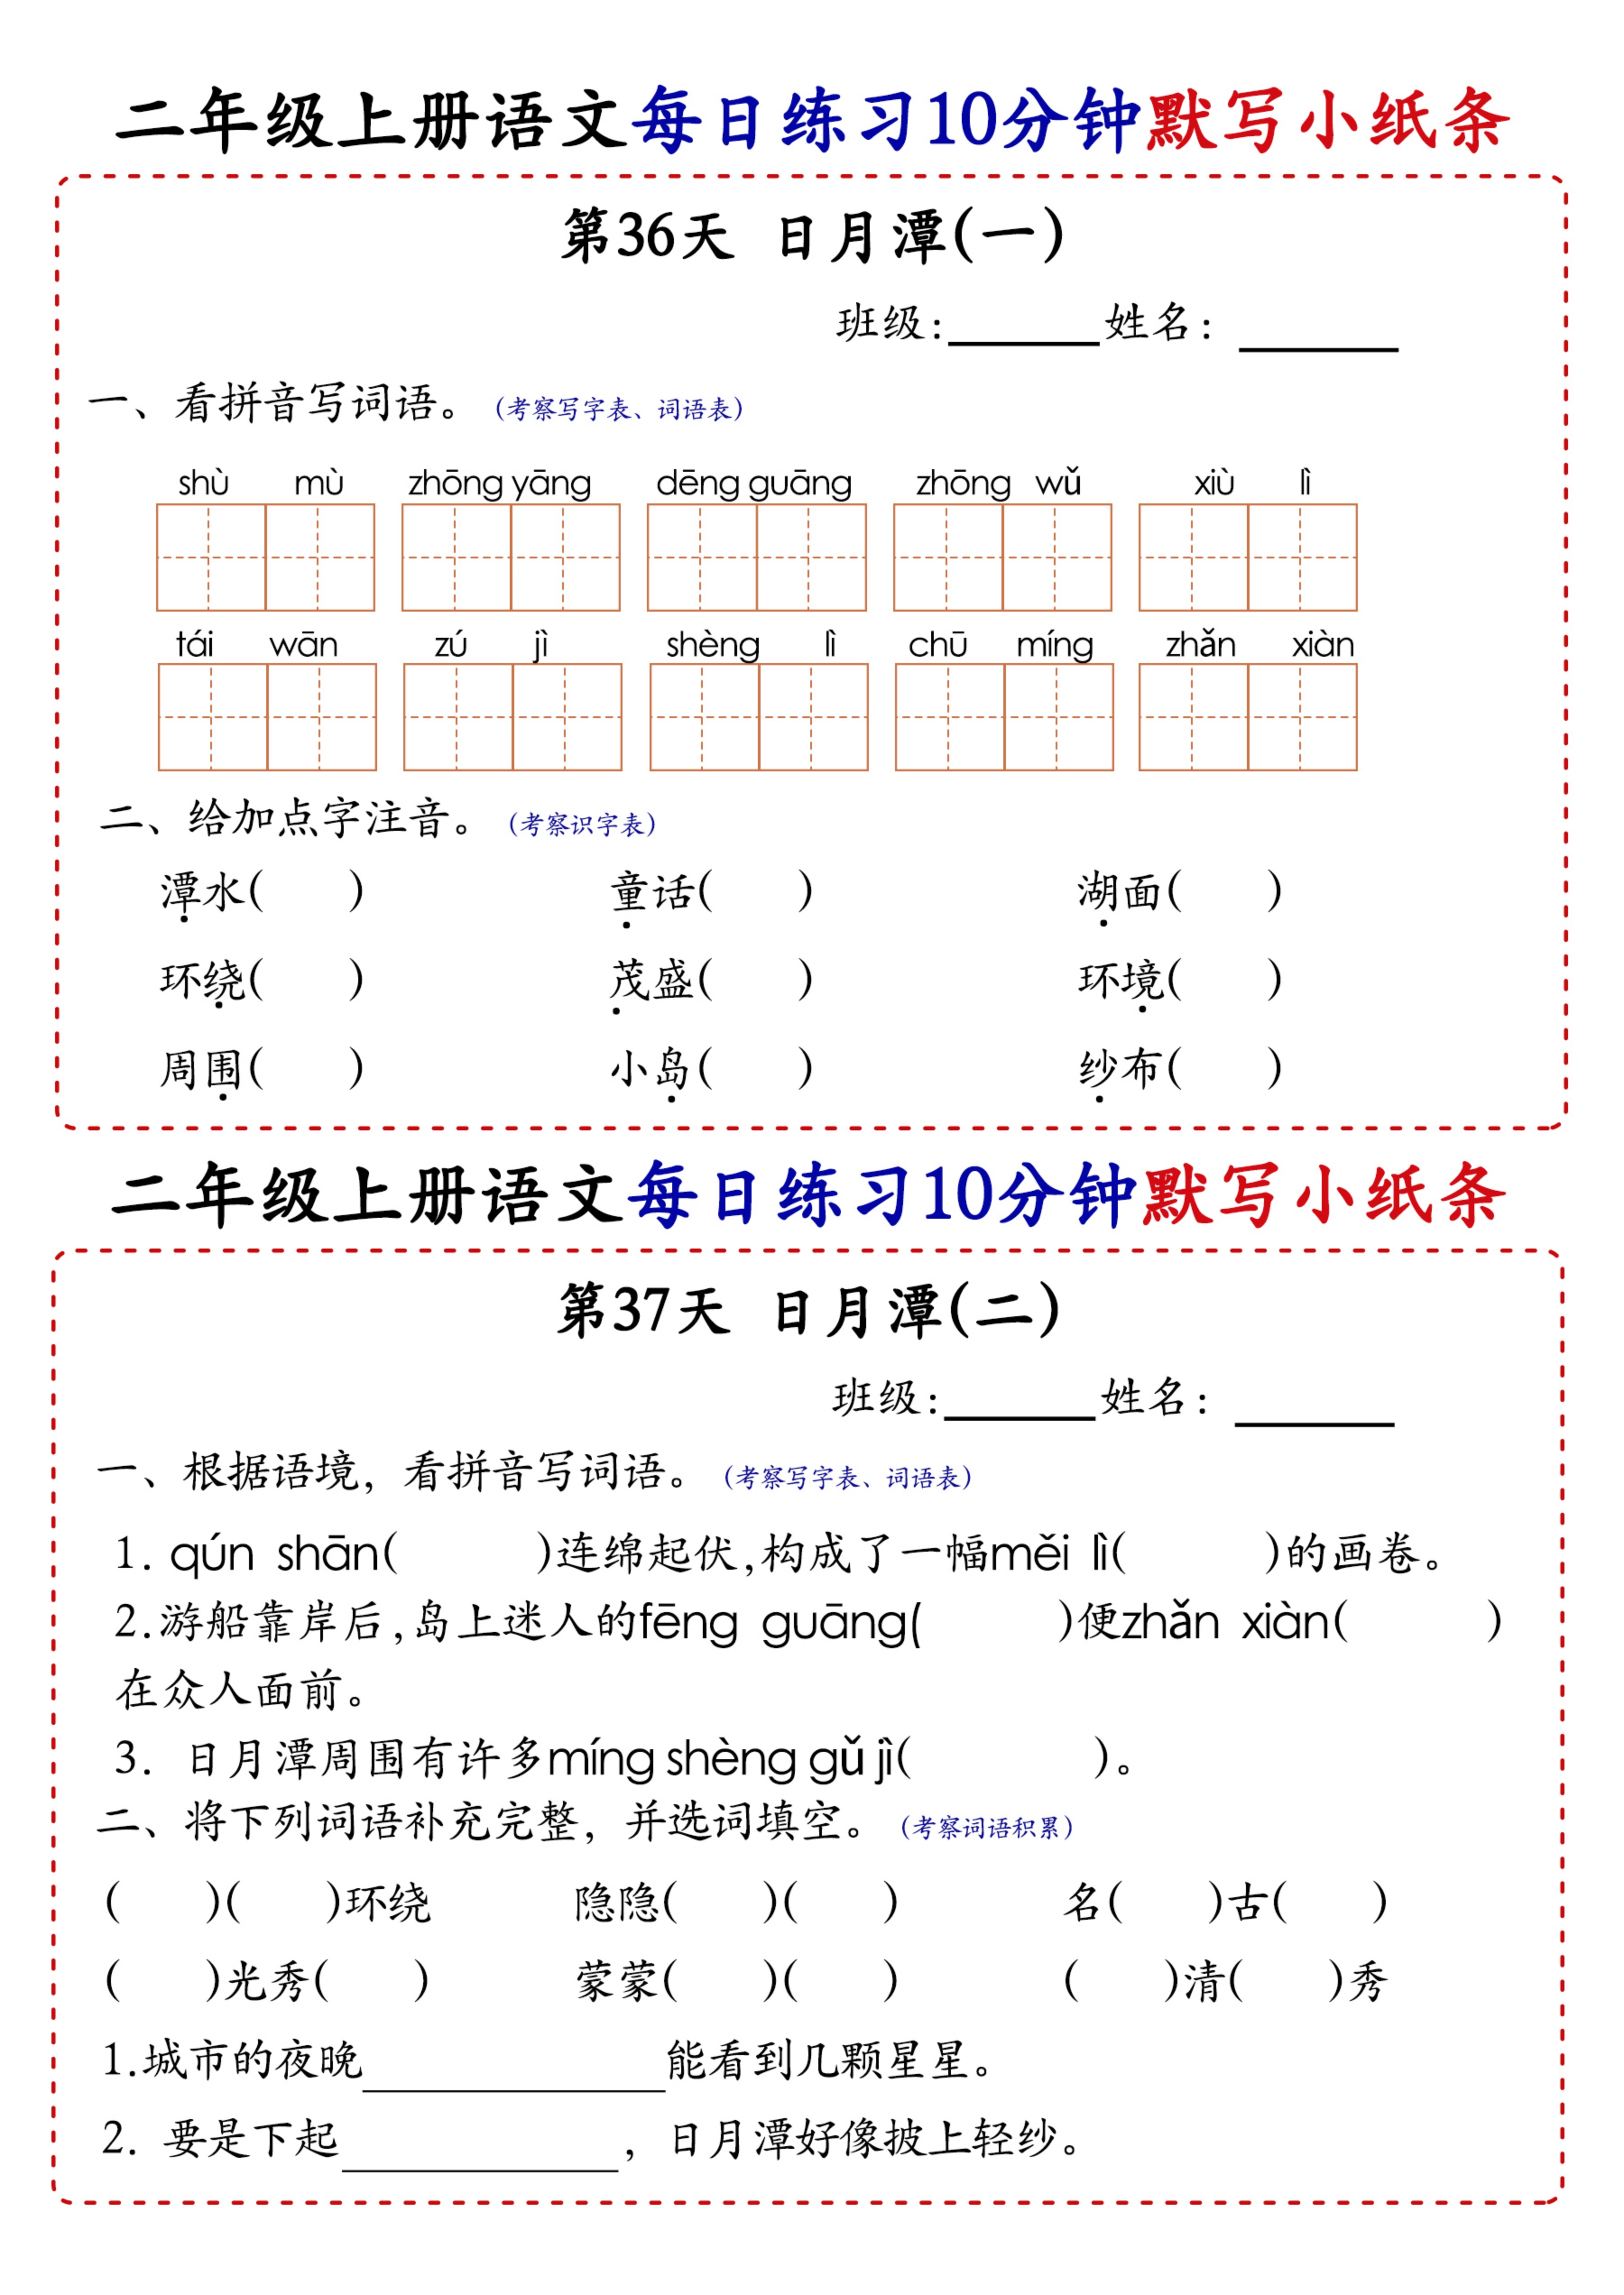 二年级上册语文每日练习10分钟默写小纸条
第36天 日月潭(一)
班级:______姓名: ______
一、看拼音写词语。(考察写字表、词语表)
shù mù zhōng yāng dēng guāng zhōng wǔ xiù lì
tái wān zú jì shèng lì chū míng zhǎn xiàn
二、给加点字注音。(考察识字表)
潭水( ) 童话( ) 湖面( )
环绕( ) 茂盛( ) 环境( )
周围( ) 小岛( ) 纱布( )
二年级上册语文每日练习10分钟默写小纸条
第37天 日月潭(二)
班级:______姓名: ______
一、根据语境，看拼音写词语。(考察写字表、词语表)
1. qún shān( )连绵起伏,构成了一幅měi lì( )的画卷。
2.游船靠岸后,岛上迷人的fēng guāng( )便zhǎn xiàn( )
在众人面前。
3. 日月潭周围有许多míng shèng gǔ jì( )。
二、将下列词语补充完整，并选词填空。(考察词语积累)
( )( )环绕 隐隐( )( ) 名( )古( )
( )光秀( ) 蒙蒙( )( ) ( )清( )秀
1.城市的夜晚____________能看到几颗星星。
2. 要是下起___________，日月潭好像披上轻纱。